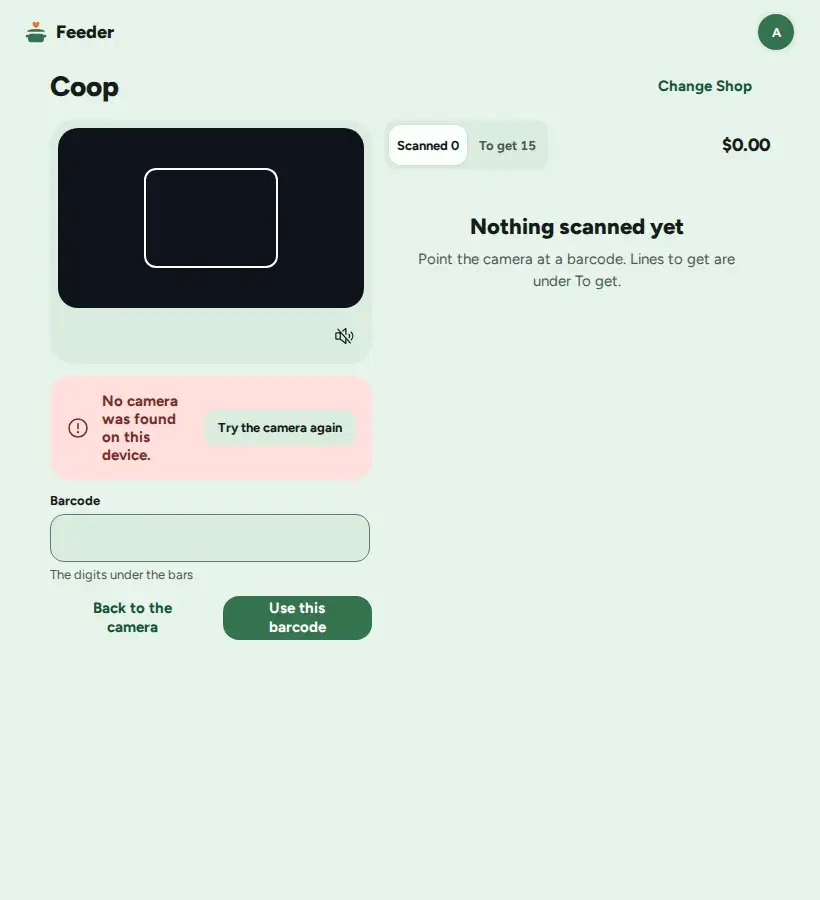 Feeder
A
Coop
Change Shop
Scanned 0
To get 15
$0.00
Nothing scanned yet
Point the camera at a barcode. Lines to get are
under To get.
No camera
was found
on this
device.
Try the camera again
Barcode
The digits under the bars
Back to the
camera
Use this
barcode